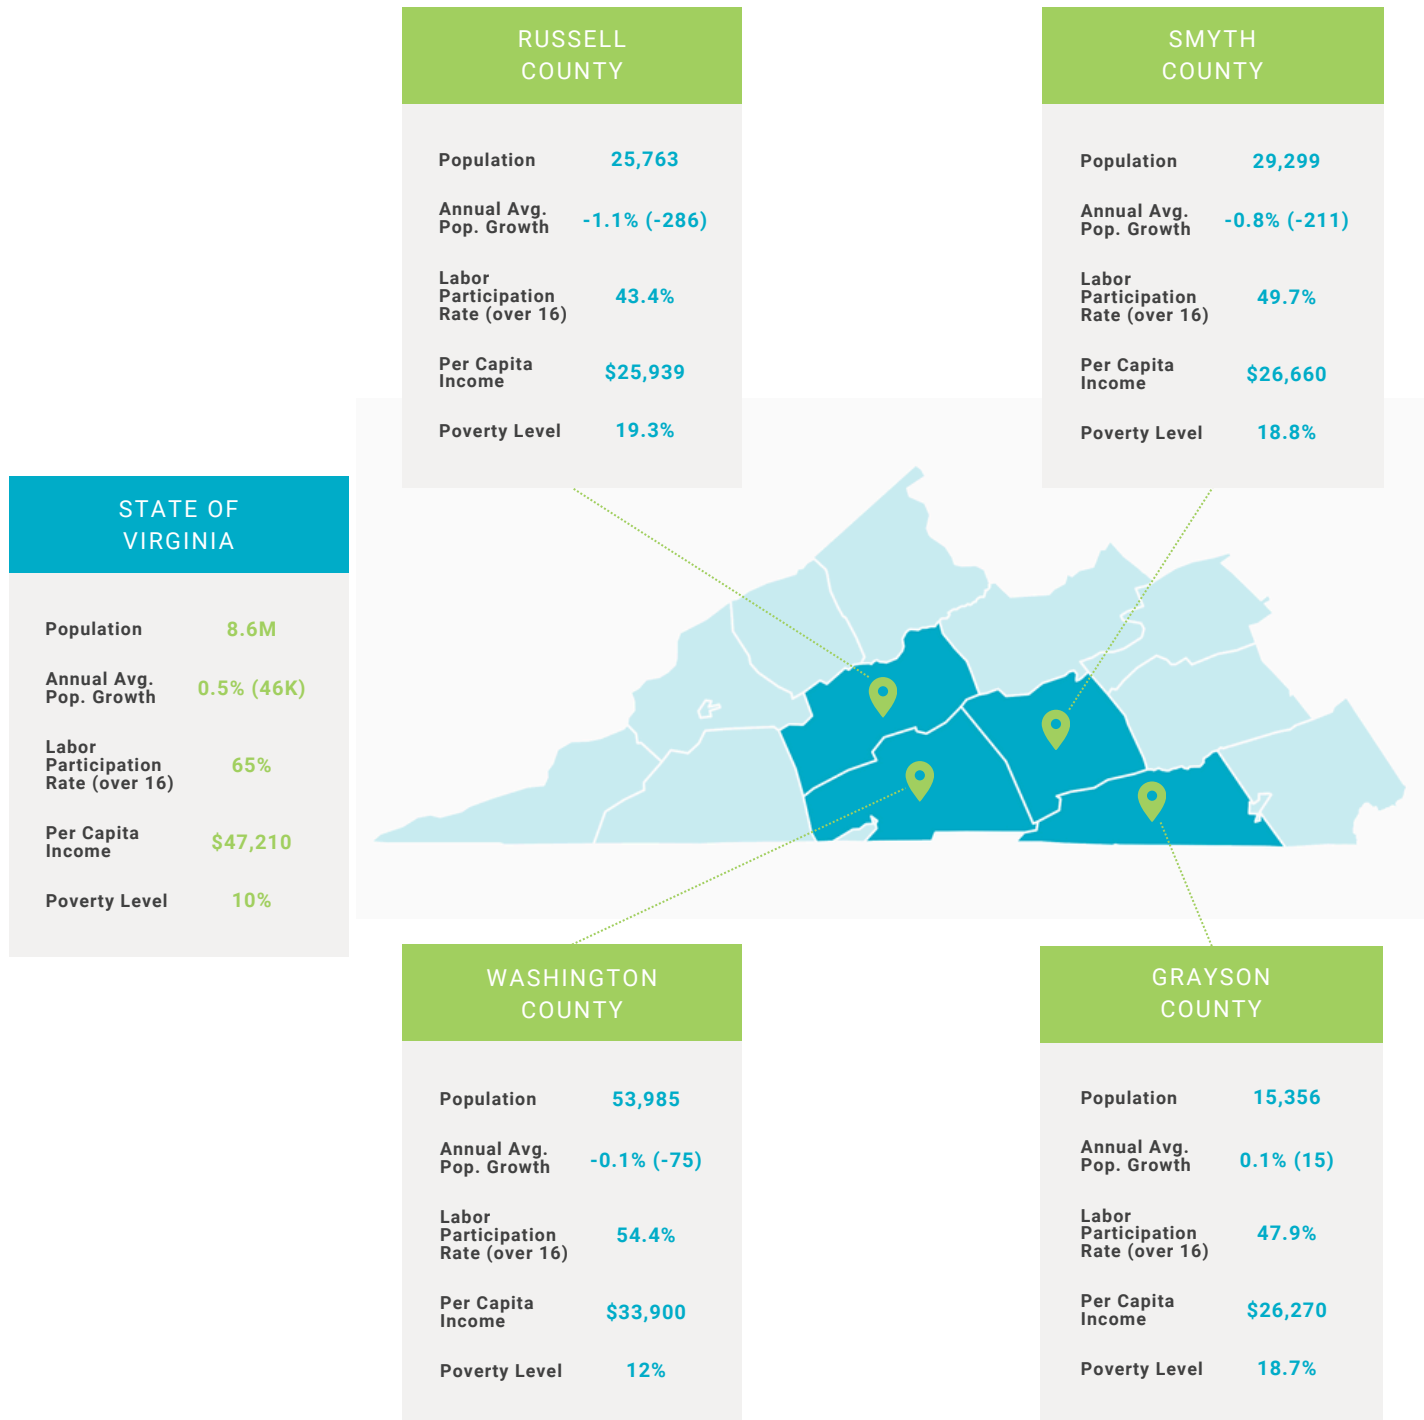 RUSSELL
COUNTY
Population 25,763
Annual Avg.
Pop. Growth -1.1% (-286)
Labor
Participation
Rate (over 16) 43.4%
Per Capita
Income $25,939
Poverty Level 19.3%
SMYTH
COUNTY
Population 29,299
Annual Avg.
Pop. Growth -0.8% (-211)
Labor
Participation
Rate (over 16) 49.7%
Per Capita
Income $26,660
Poverty Level 18.8%
STATE OF
VIRGINIA
Population 8.6M
Annual Avg.
Pop. Growth 0.5% (46K)
Labor
Participation
Rate (over 16) 65%
Per Capita
Income $47,210
Poverty Level 10%
WASHINGTON
COUNTY
Population 53,985
Annual Avg.
Pop. Growth -0.1% (-75)
Labor
Participation
Rate (over 16) 54.4%
Per Capita
Income $33,900
Poverty Level 12%
GRAYSON
COUNTY
Population 15,356
Annual Avg.
Pop. Growth 0.1% (15)
Labor
Participation
Rate (over 16) 47.9%
Per Capita
Income $26,270
Poverty Level 18.7%